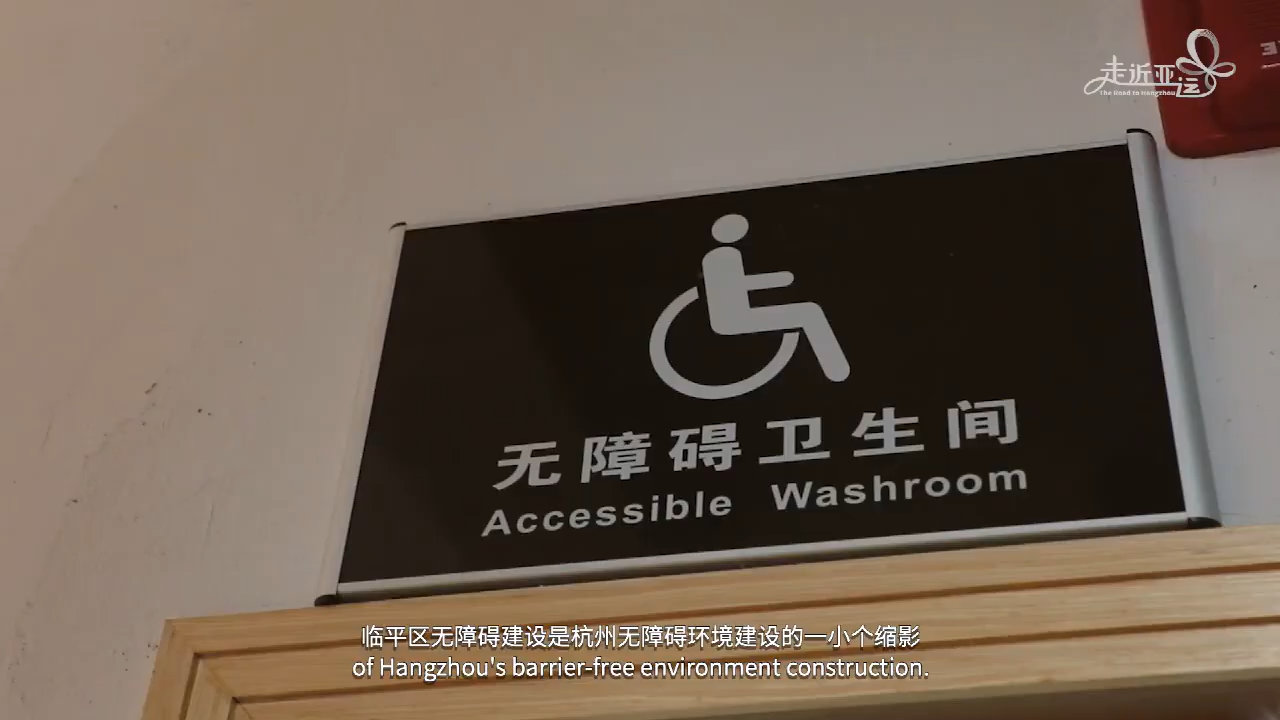 走近亚运
The Road to Hangzhou
无障碍卫生间
Accessible Washroom
临平区无障碍建设是杭州无障碍环境建设的一小个缩影
of Hangzhou's barrier-free environment construction.